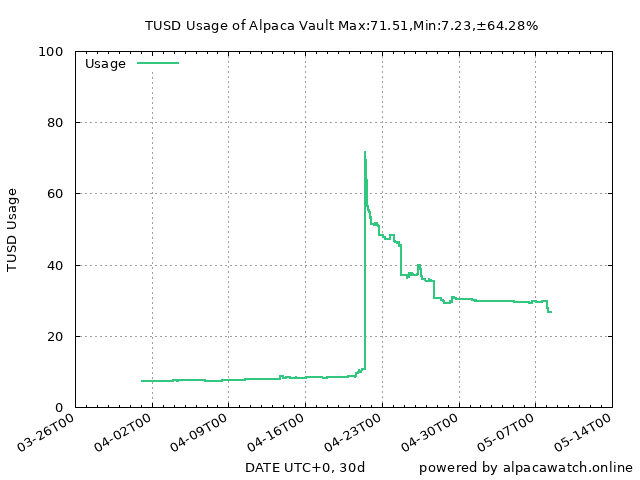 TUSD Usage of Alpaca Vault Max:71.51,Min:7.23,±64.28%
100
Usage
80
60
TUSD Usage
40
20
0
03-26T00 04-02T00 04-09T00 04-16T00 04-23T00 04-30T00 05-07T00 05-14T00
DATE UTC+0, 30d powered by alpacawatch.online